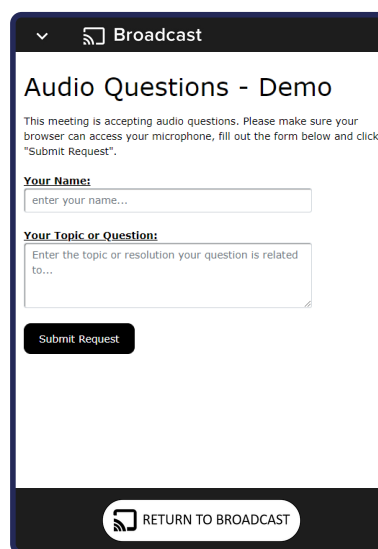 Broadcast
Audio Questions - Demo
This meeting is accepting audio questions. Please make sure your
browser can access your microphone, fill out the form below and click
"Submit Request".
Your Name:
enter your name...
Your Topic or Question:
Enter the topic or resolution your question is related
to...
Submit Request
RETURN TO BROADCAST